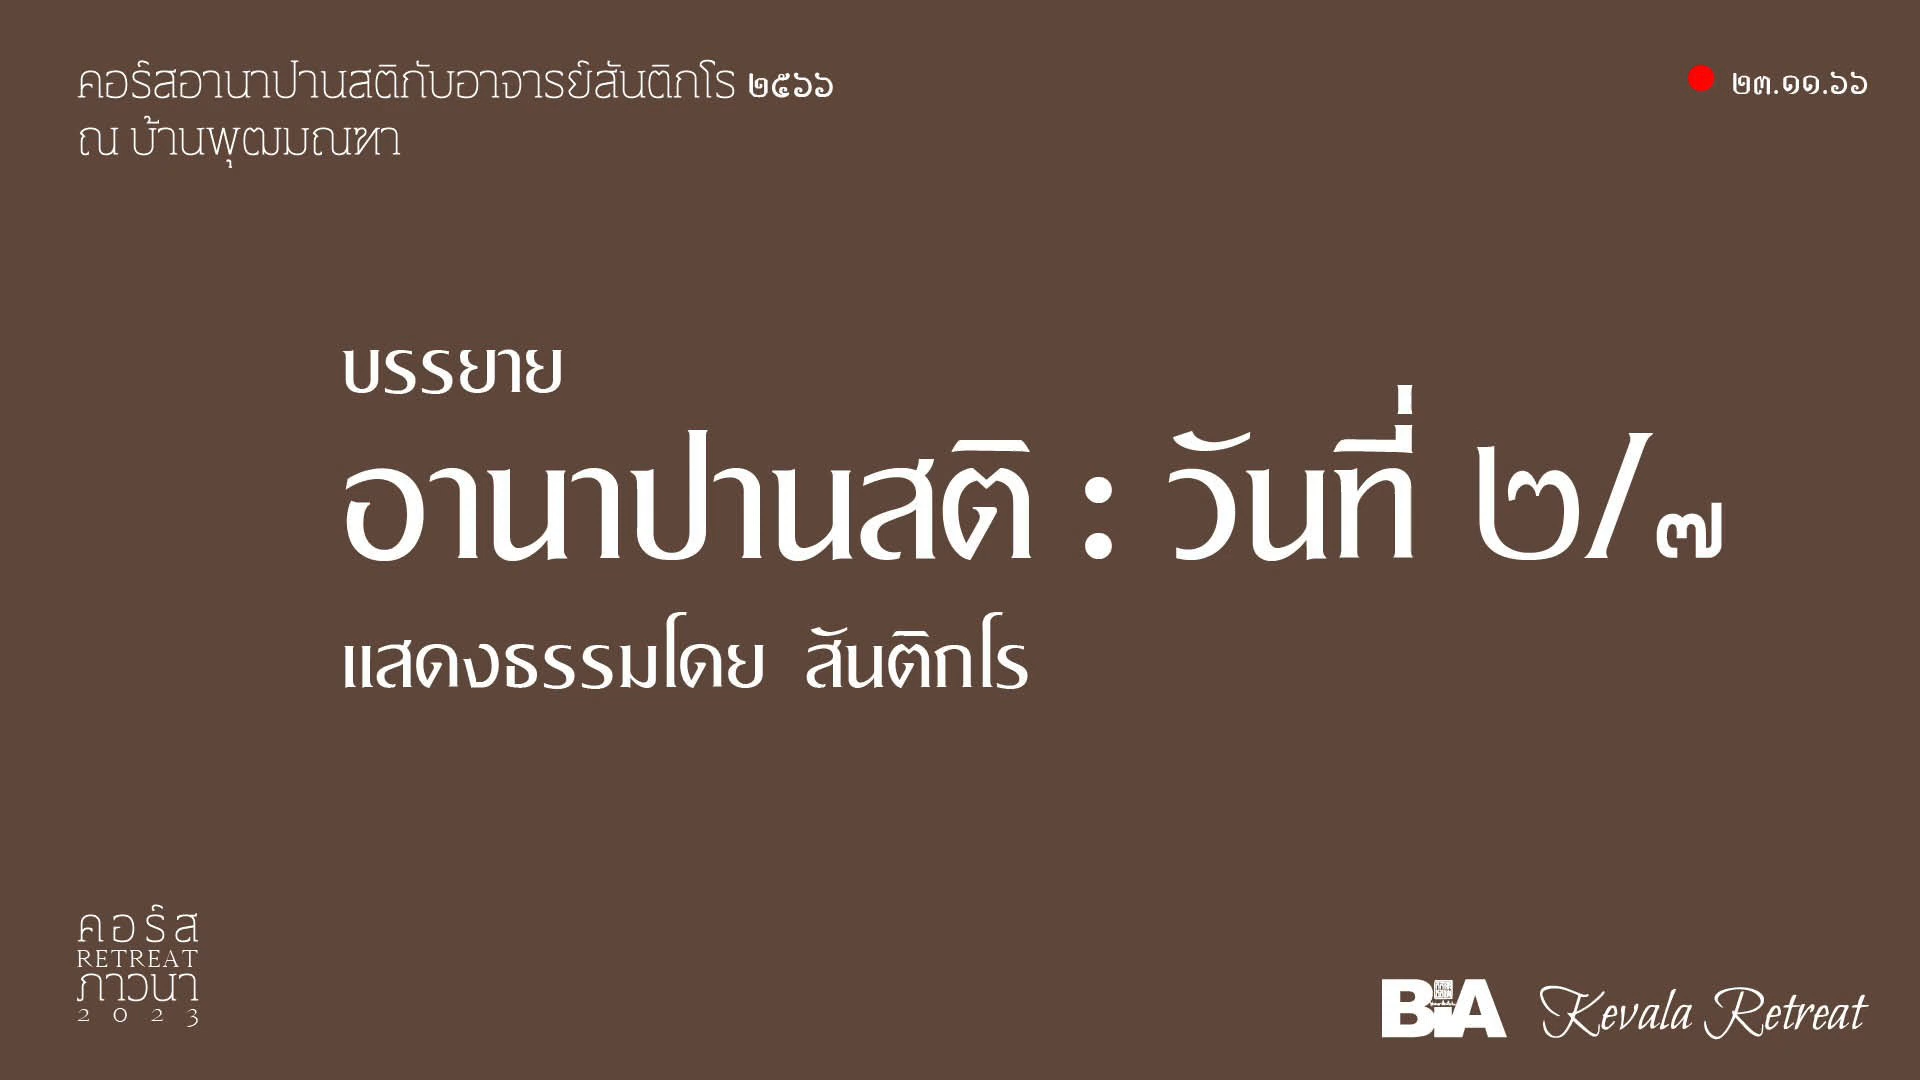 คอร์สอานาปานสติกับอาจารย์สันติกโร ๒๕๖๖
ณ บ้านพุฒมณฑา
๒๓.๑๑.๖๖
บรรยาย
อานาปานสติ : วันที่ ๒/๗
แสดงธรรมโดย สันติกโร
คอร์ส
RETREAT
ภาวนา
2023
BIA
Kevala Retreat